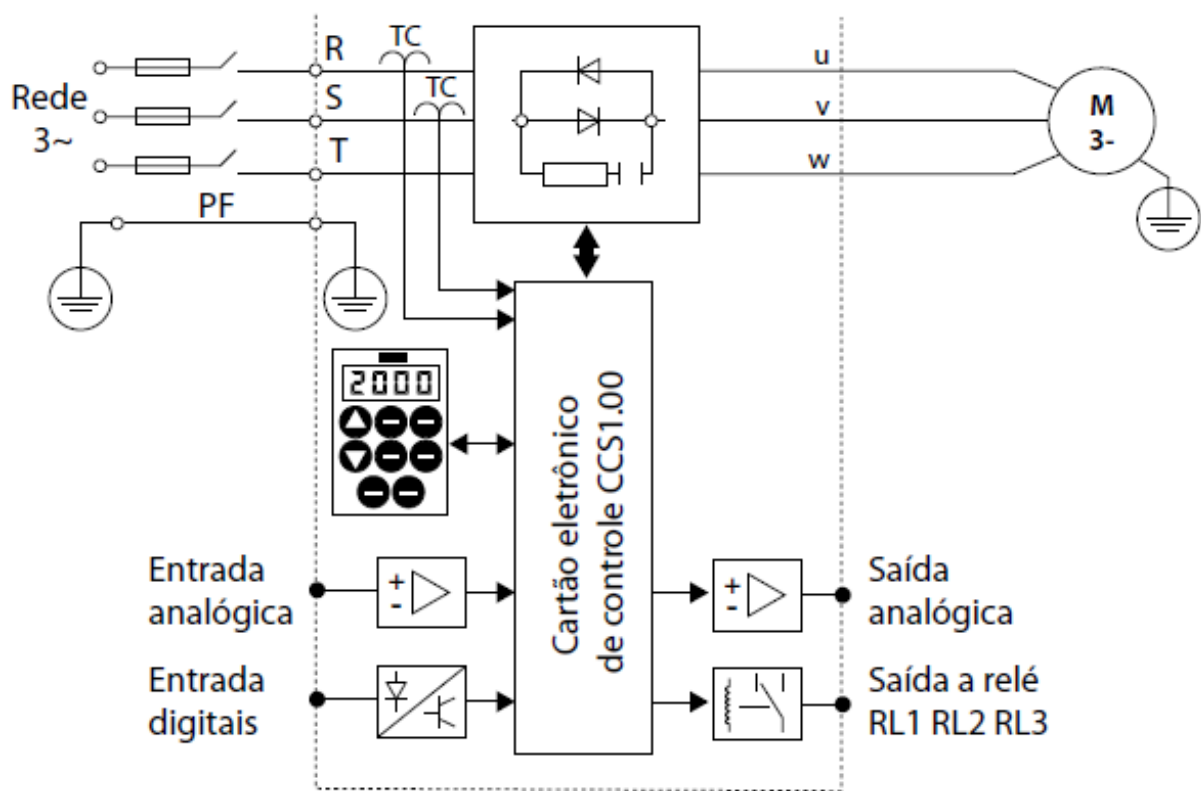 R
TC
TC
u
Rede
3~
S
v
M
3-
T
w
PF
2000
Cartão eletrônico
de controle CCS1.00
Entrada
analógica
+
-
+
-
Saída
analógica
Entrada
digitais
Saída a relé
RL1 RL2 RL3